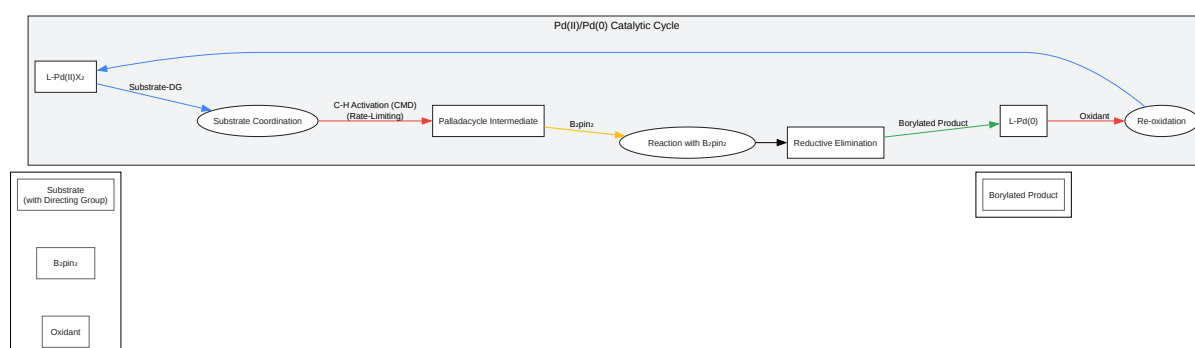 Pd(II)/Pd(0) Catalytic Cycle
L-Pd(II)X₂
Substrate-DG
Substrate Coordination
C-H Activation (CMD)
(Rate-Limiting)
Palladacycle Intermediate
B₂pin₂
Reaction with B₂pin₂
Reductive Elimination
Borylated Product
L-Pd(0)
Oxidant
Re-oxidation
Substrate
(with Directing Group)
B₂pin₂
Oxidant
Borylated Product